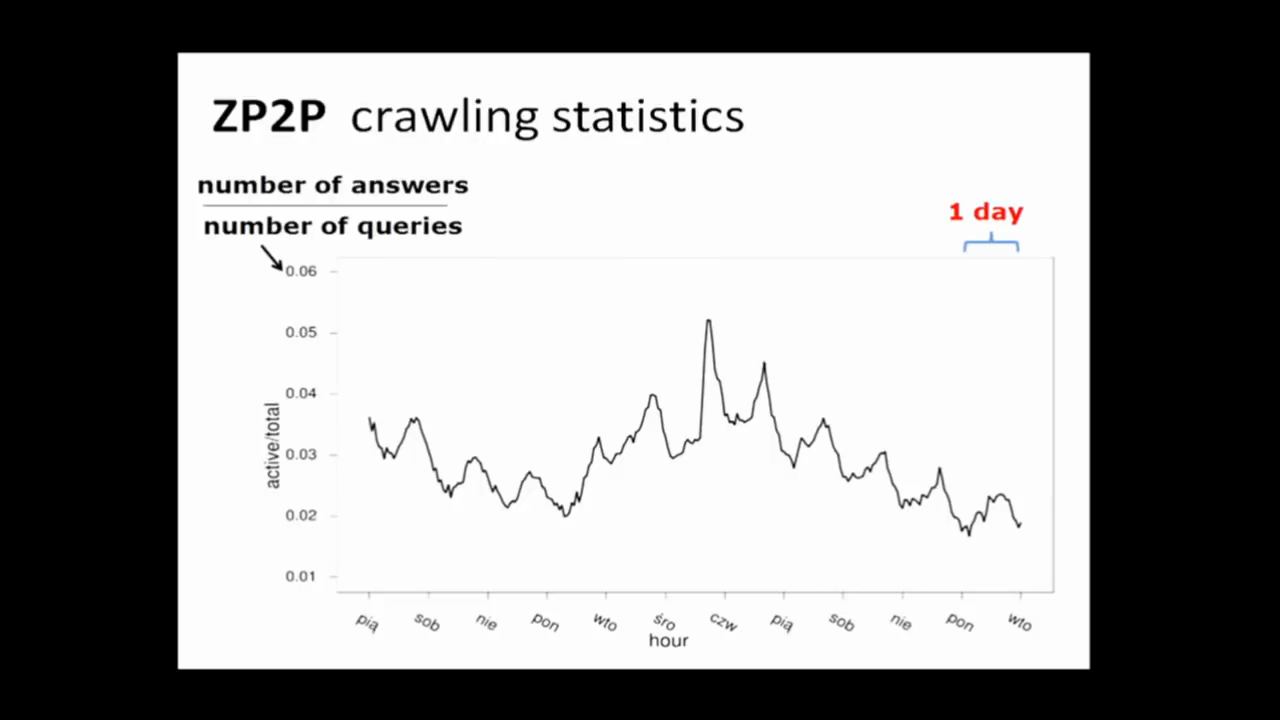 ZP2P crawling statistics
number of answers
number of queries
1 day
0.06
0.05
0.04
0.03
0.02
0.01
active/total
pią sob nie pon wto śro czw pią sob nie pon wto
hour